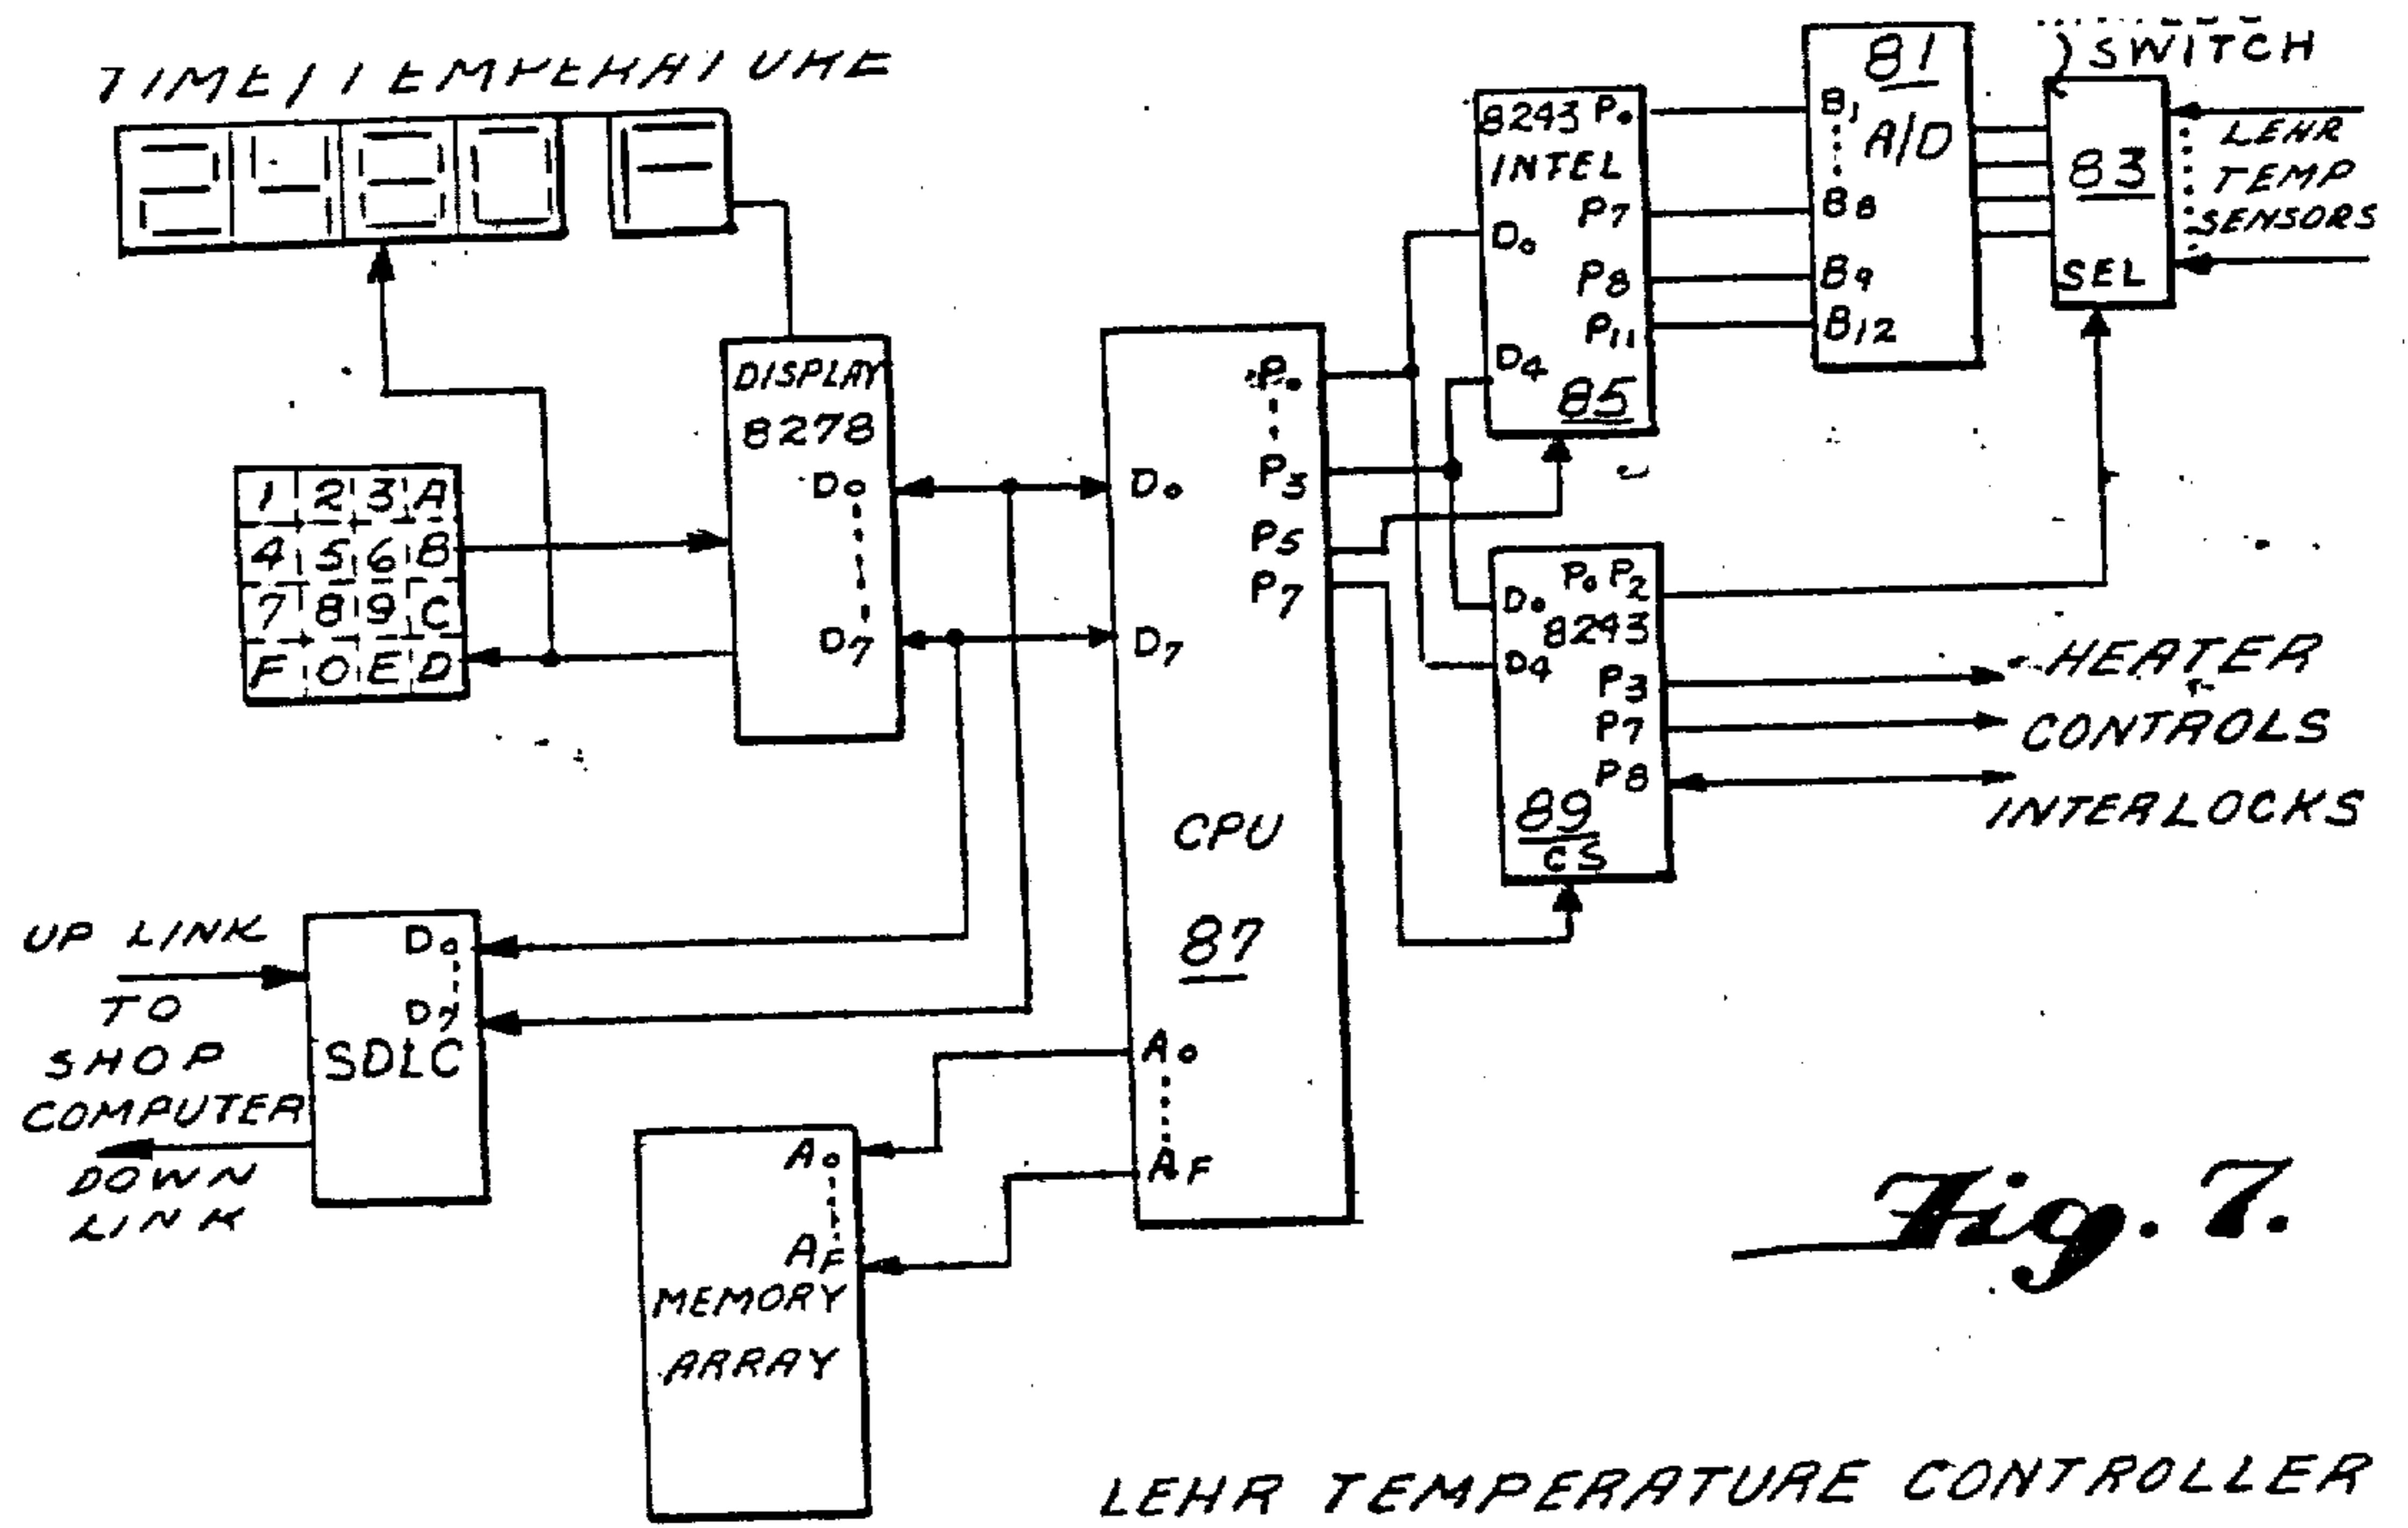 TIME/TEMPERATURE
DISPLAY
8278
D0
D7
1 2 3 A
4 5 6 B
7 8 9 C
F 0 E D
UP LINK
TO
SHOP
COMPUTER
DOWN
LINK
D0
D7
SDLC
A0
AF
MEMORY
ARRAY
P0
P3
P5
P7
D0
D7
CPU
87
A0
AF
8243 P0
INTEL
P7
D0
P8
P11
D4
85
81
A/D
B1
B8
B9
B12
SWITCH
83
SEL
LEHR
TEMP
SENSORS
P0 P2
D0
8243
D4
P3
P7
P8
89
CS
HEATER
CONTROLS
INTERLOCKS
Fig. 7.
LEHR TEMPERATURE CONTROLLER